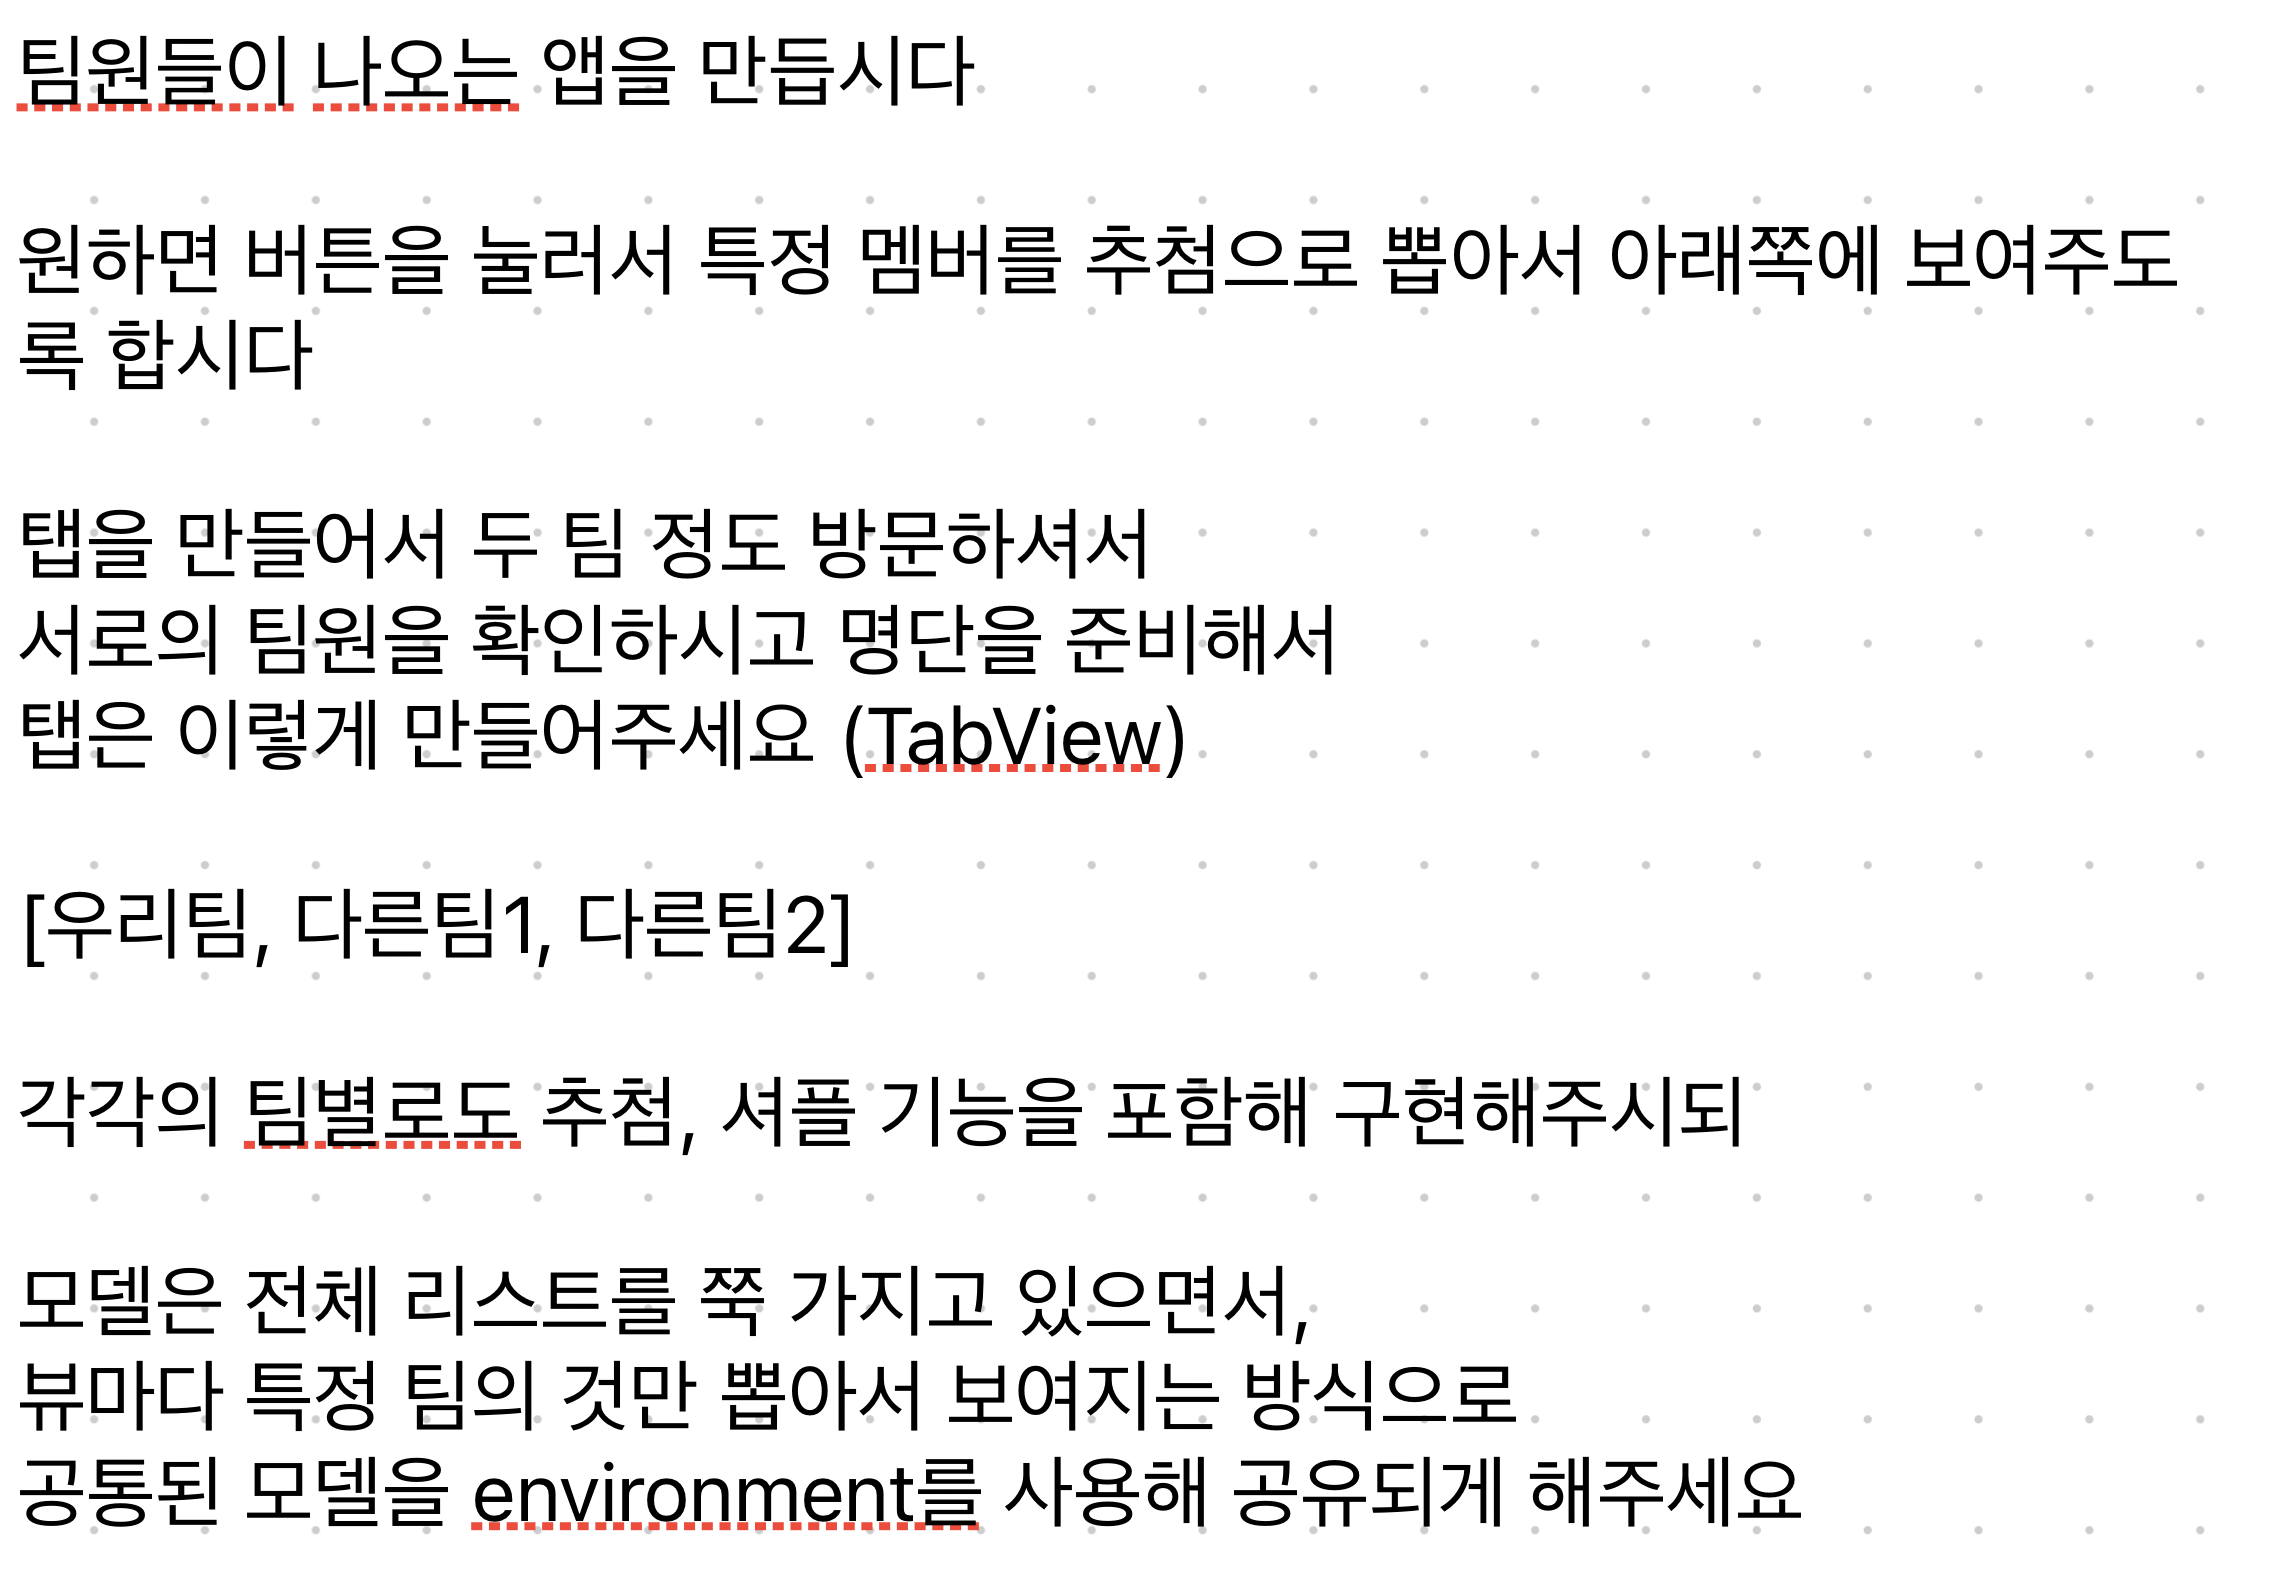 팀원들이 나오는 앱을 만듭시다
원하면 버튼을 눌러서 특정 멤버를 추첨으로 뽑아서 아래쪽에 보여주도
록 합시다
탭을 만들어서 두 팀 정도 방문하셔서
서로의 팀원을 확인하시고 명단을 준비해서
탭은 이렇게 만들어주세요 (TabView)
[우리팀, 다른팀1, 다른팀2]
각각의 팀별로도 추첨, 셔플 기능을 포함해 구현해주시되
모델은 전체 리스트를 쭉 가지고 있으면서,
뷰마다 특정 팀의 것만 뽑아서 보여지는 방식으로
공통된 모델을 environment를 사용해 공유되게 해주세요